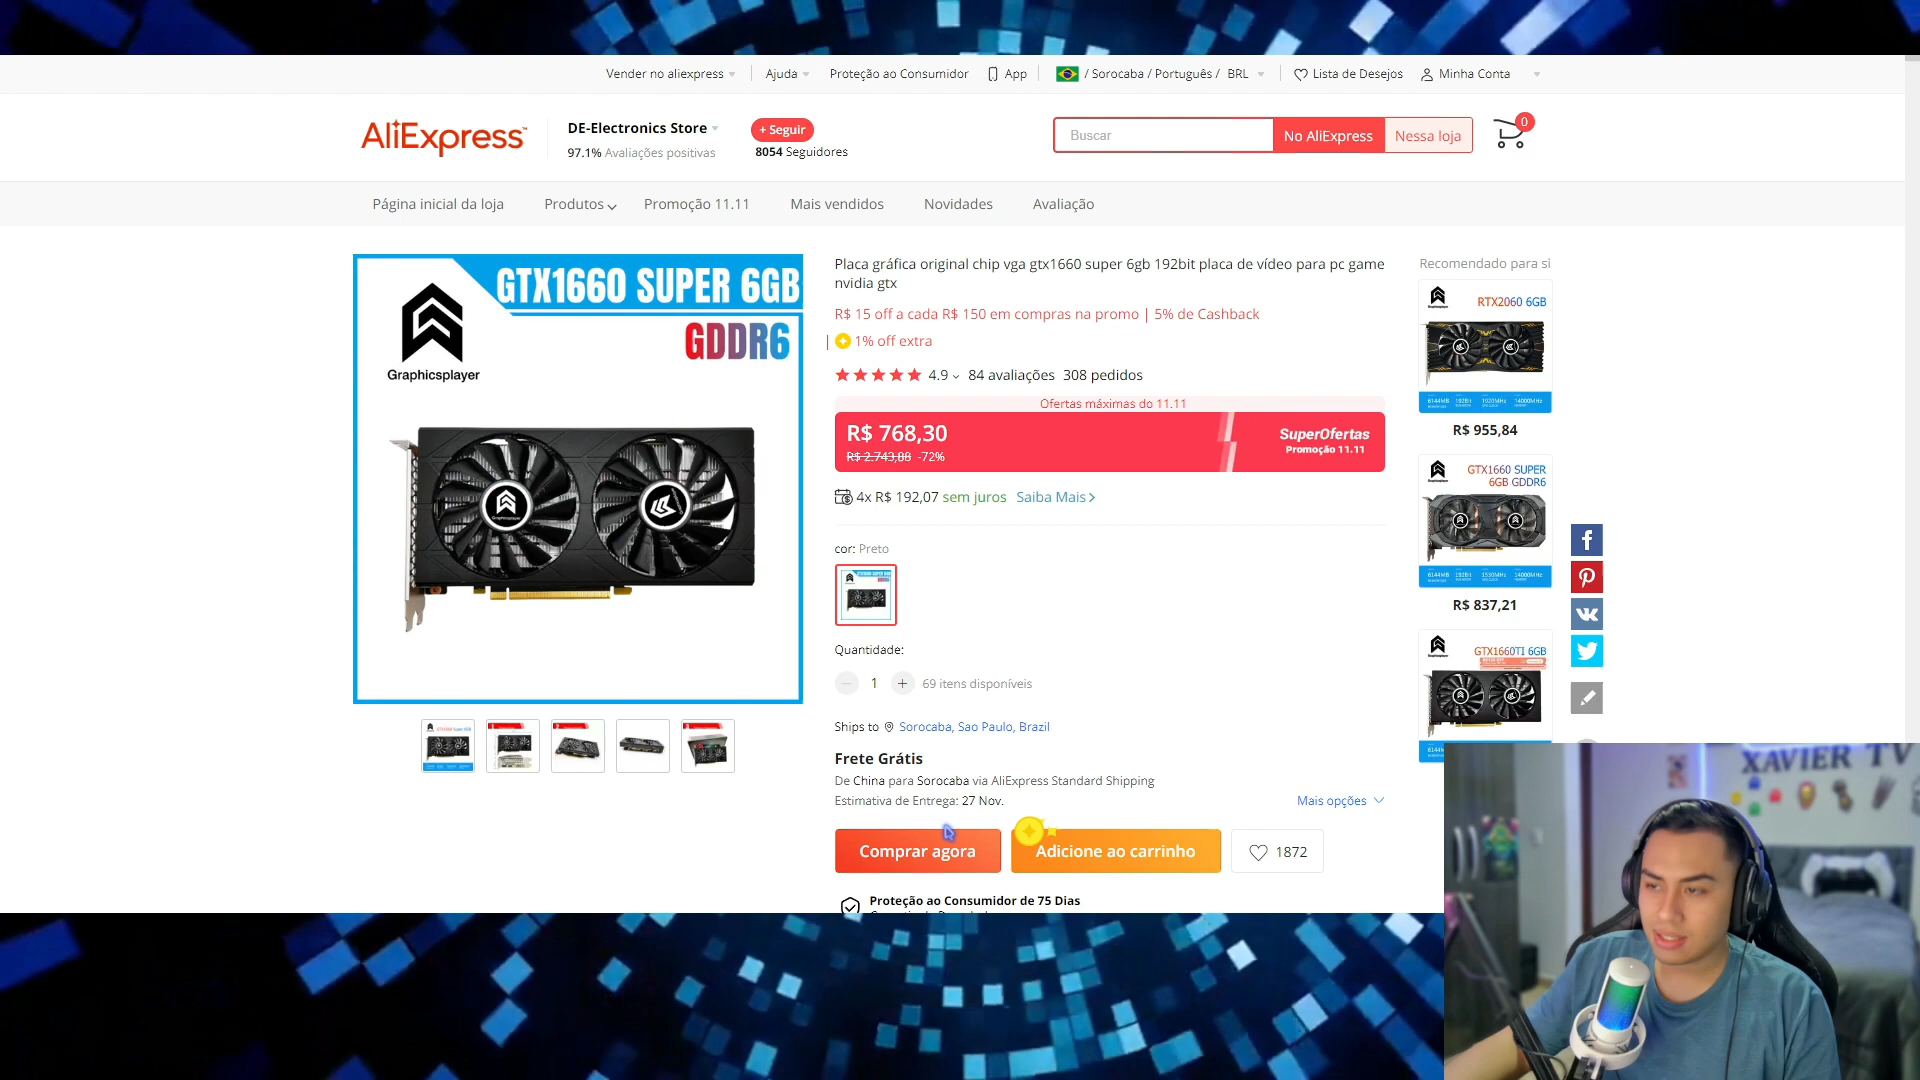 Vender no aliexpress
Ajuda
Proteção ao Consumidor
App
/ Sorocaba / Português / BRL
Lista de Desejos
Minha Conta
AliExpress
DE-Electronics Store
97.1% Avaliações positivas
+ Seguir
8054 Seguidores
Buscar
No AliExpress
Nessa loja
0
Página inicial da loja
Produtos
Promoção 11.11
Mais vendidos
Novidades
Avaliação
GTX1660 SUPER 6GB
GDDR6
Graphicsplayer
Placa gráfica original chip vga gtx1660 super 6gb 192bit placa de vídeo para pc game
nvidia gtx
R$ 15 off a cada R$ 150 em compras na promo | 5% de Cashback
| 1% off extra
4.9 84 avaliações 308 pedidos
Ofertas máximas do 11.11
R$ 768,30
R$ 2.743,88 -72%
SuperOfertas
Promoção 11.11
4x R$ 192,07 sem juros Saiba Mais
cor: Preto
Quantidade:
1 69 itens disponíveis
Ships to Sorocaba, Sao Paulo, Brazil
Frete Grátis
De China para Sorocaba via AliExpress Standard Shipping
Estimativa de Entrega: 27 Nov.
Mais opções
Comprar agora
Adicione ao carrinho
1872
Proteção ao Consumidor de 75 Dias
Recomendado para si
RTX2060 6GB
R$ 955,84
GTX1660 SUPER
6GB GDDR6
R$ 837,21
GTX1660TI 6GB
XAVIER TV